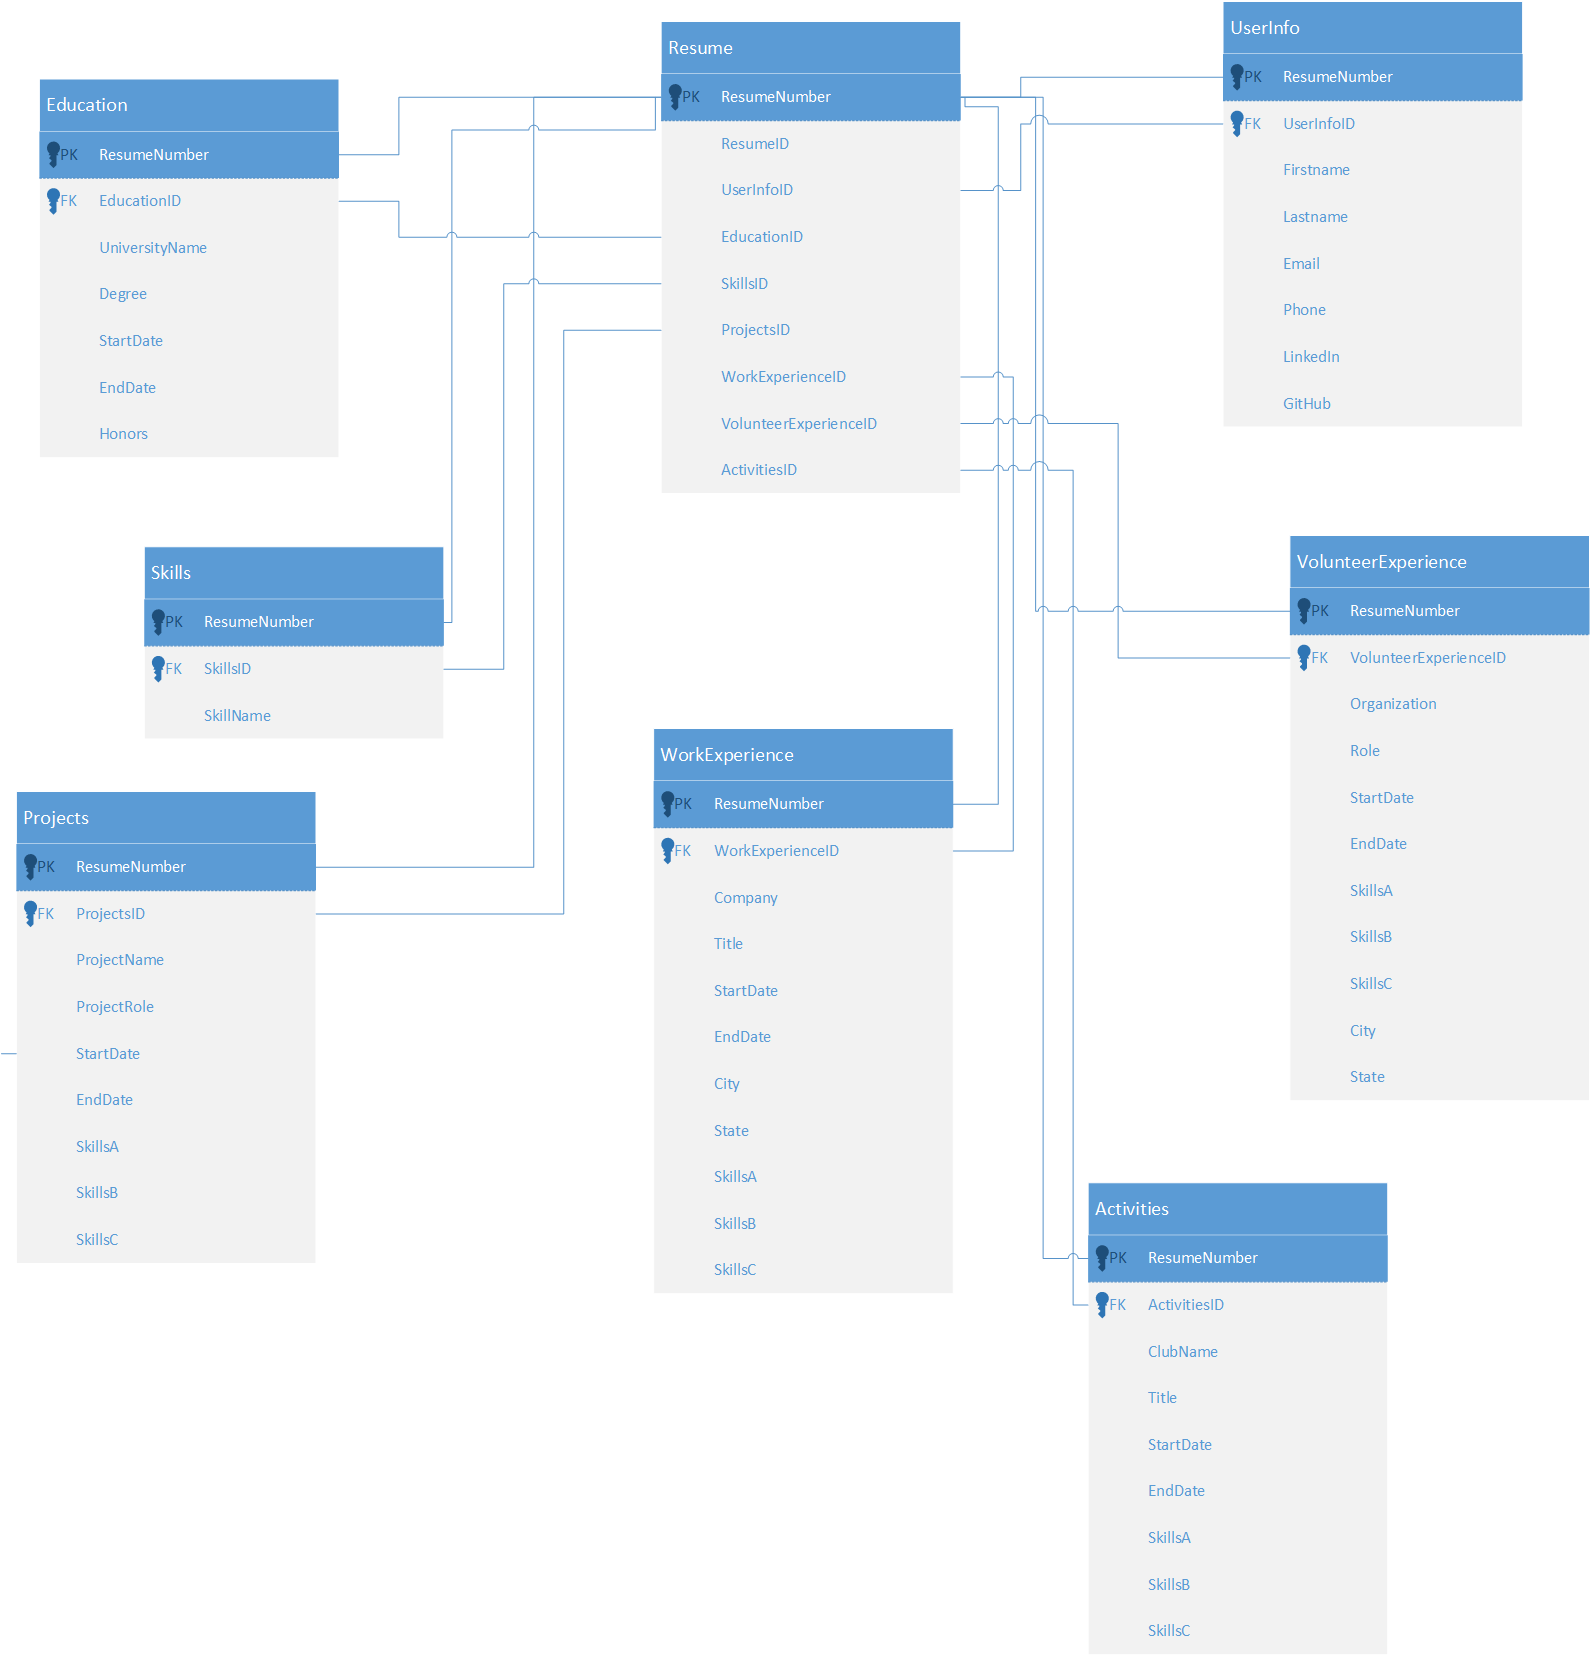 Education
PK ResumeNumber
FK EducationID
UniversityName
Degree
StartDate
EndDate
Honors
Resume
PK ResumeNumber
ResumeID
UserInfoID
EducationID
SkillsID
ProjectsID
WorkExperienceID
VolunteerExperienceID
ActivitiesID
UserInfo
PK ResumeNumber
FK UserInfoID
Firstname
Lastname
Email
Phone
LinkedIn
GitHub
Skills
PK ResumeNumber
FK SkillsID
SkillName
Projects
PK ResumeNumber
FK ProjectsID
ProjectName
ProjectRole
StartDate
EndDate
SkillsA
SkillsB
SkillsC
WorkExperience
PK ResumeNumber
FK WorkExperienceID
Company
Title
StartDate
EndDate
City
State
SkillsA
SkillsB
SkillsC
VolunteerExperience
PK ResumeNumber
FK VolunteerExperienceID
Organization
Role
StartDate
EndDate
SkillsA
SkillsB
SkillsC
City
State
Activities
PK ResumeNumber
FK ActivitiesID
ClubName
Title
StartDate
EndDate
SkillsA
SkillsB
SkillsC